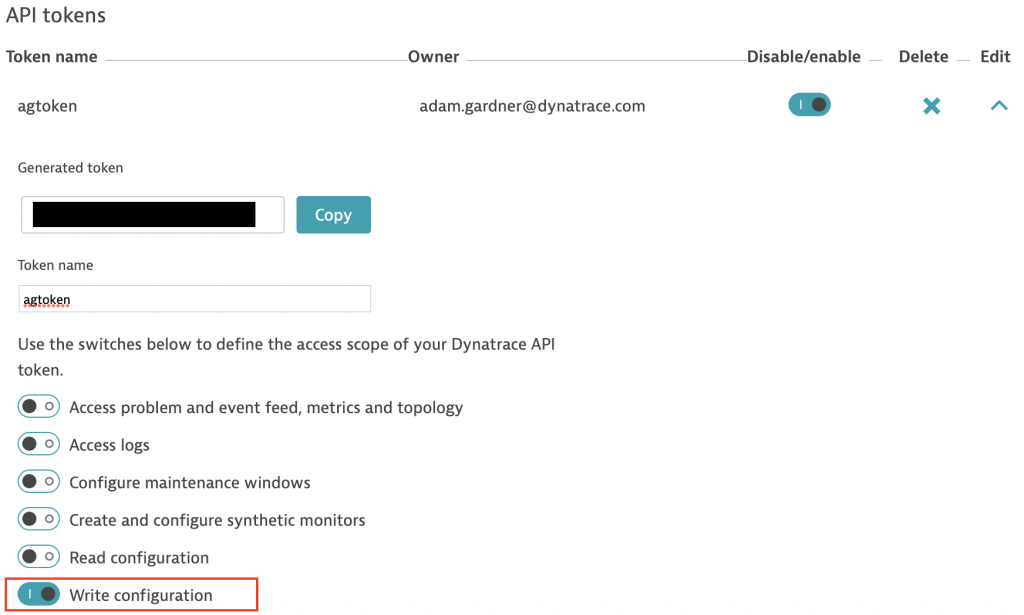 API tokens
Token name Owner Disable/enable Delete Edit
agtoken adam.gardner@dynatrace.com
Generated token
Copy
Token name
agtoken
Use the switches below to define the access scope of your Dynatrace API
token.
Access problem and event feed, metrics and topology
Access logs
Configure maintenance windows
Create and configure synthetic monitors
Read configuration
Write configuration